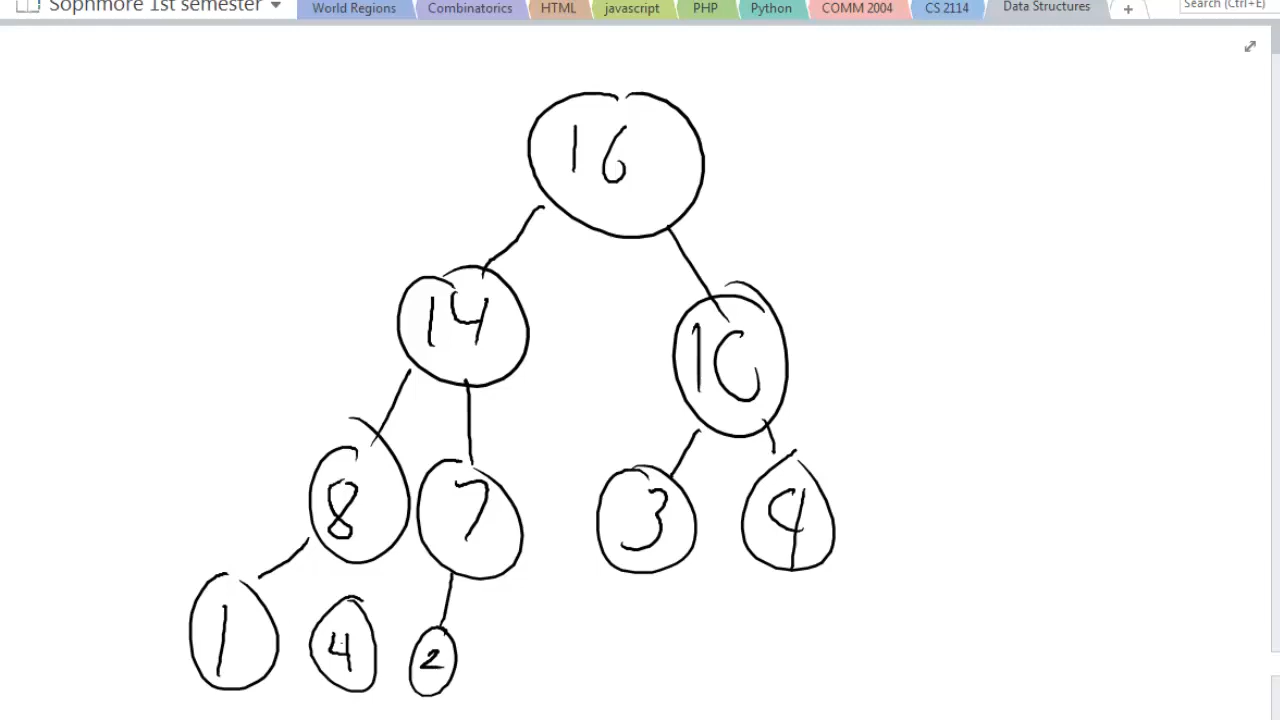 Sophmore 1st semester World Regions Combinatorics HTML javascript PHP Python COMM 2004 CS 2114 Data Structures + Search (Ctrl+E)
16
14 10
8 7 3 9
1 4 2